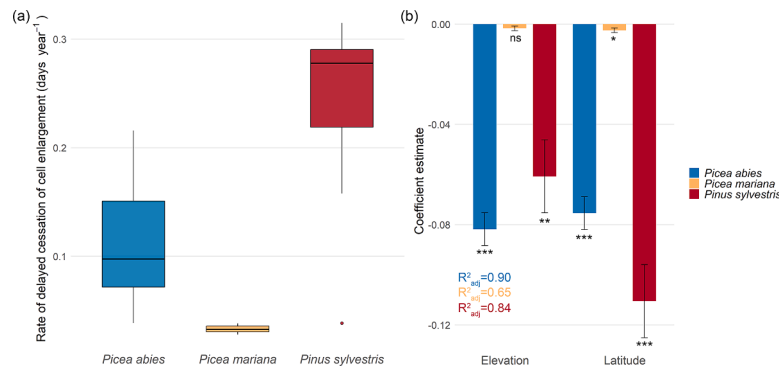 (a)
Rate of delayed cessation of cell enlargement (days year⁻¹)
0.3
0.2
0.1
Picea abies
Picea mariana
Pinus sylvestris
(b)
Coefficient estimate
0.00
-0.04
-0.08
-0.12
ns
*
***
**
***
***
R²adj=0.90
R²adj=0.65
R²adj=0.84
Elevation
Latitude
Picea abies
Picea mariana
Pinus sylvestris